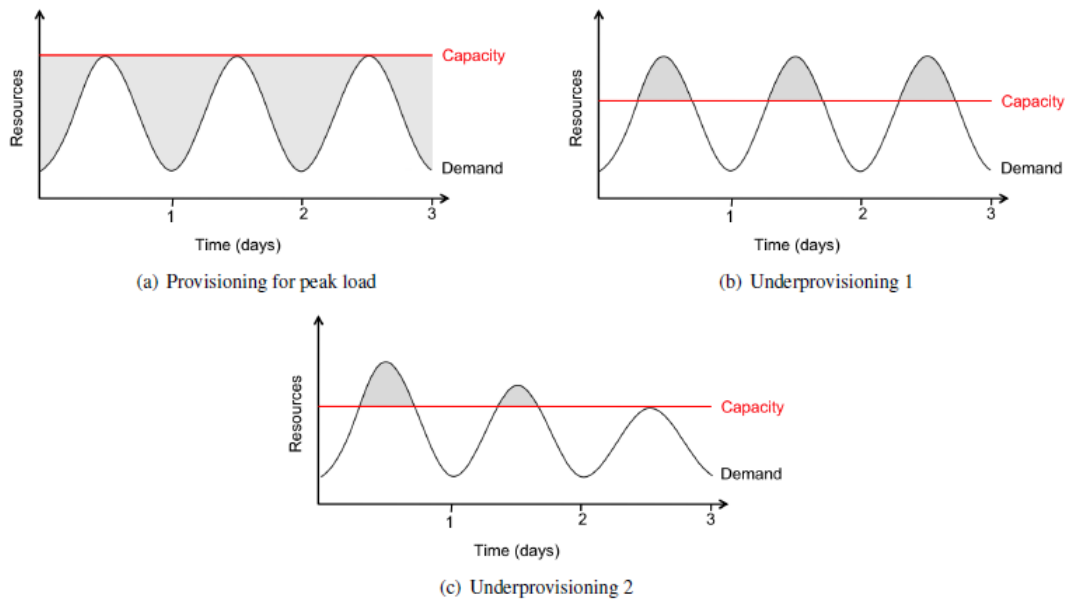 Resources
Capacity
Demand
1
2
3
Time (days)
(a) Provisioning for peak load
Resources
Capacity
Demand
1
2
3
Time (days)
(b) Underprovisioning 1
Resources
Capacity
Demand
1
2
3
Time (days)
(c) Underprovisioning 2